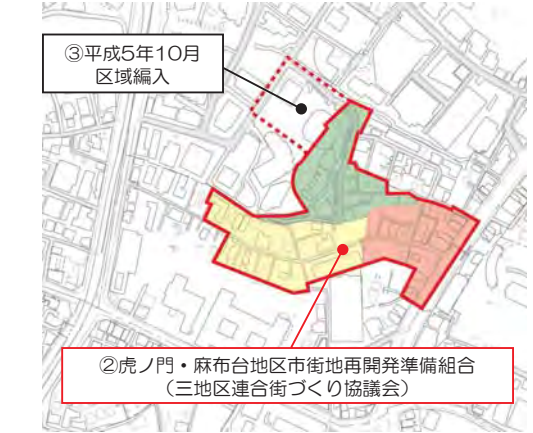 ③平成5年10月
区域編入
②虎ノ門・麻布台地区市街地再開発準備組合
（三地区連合街づくり協議会）